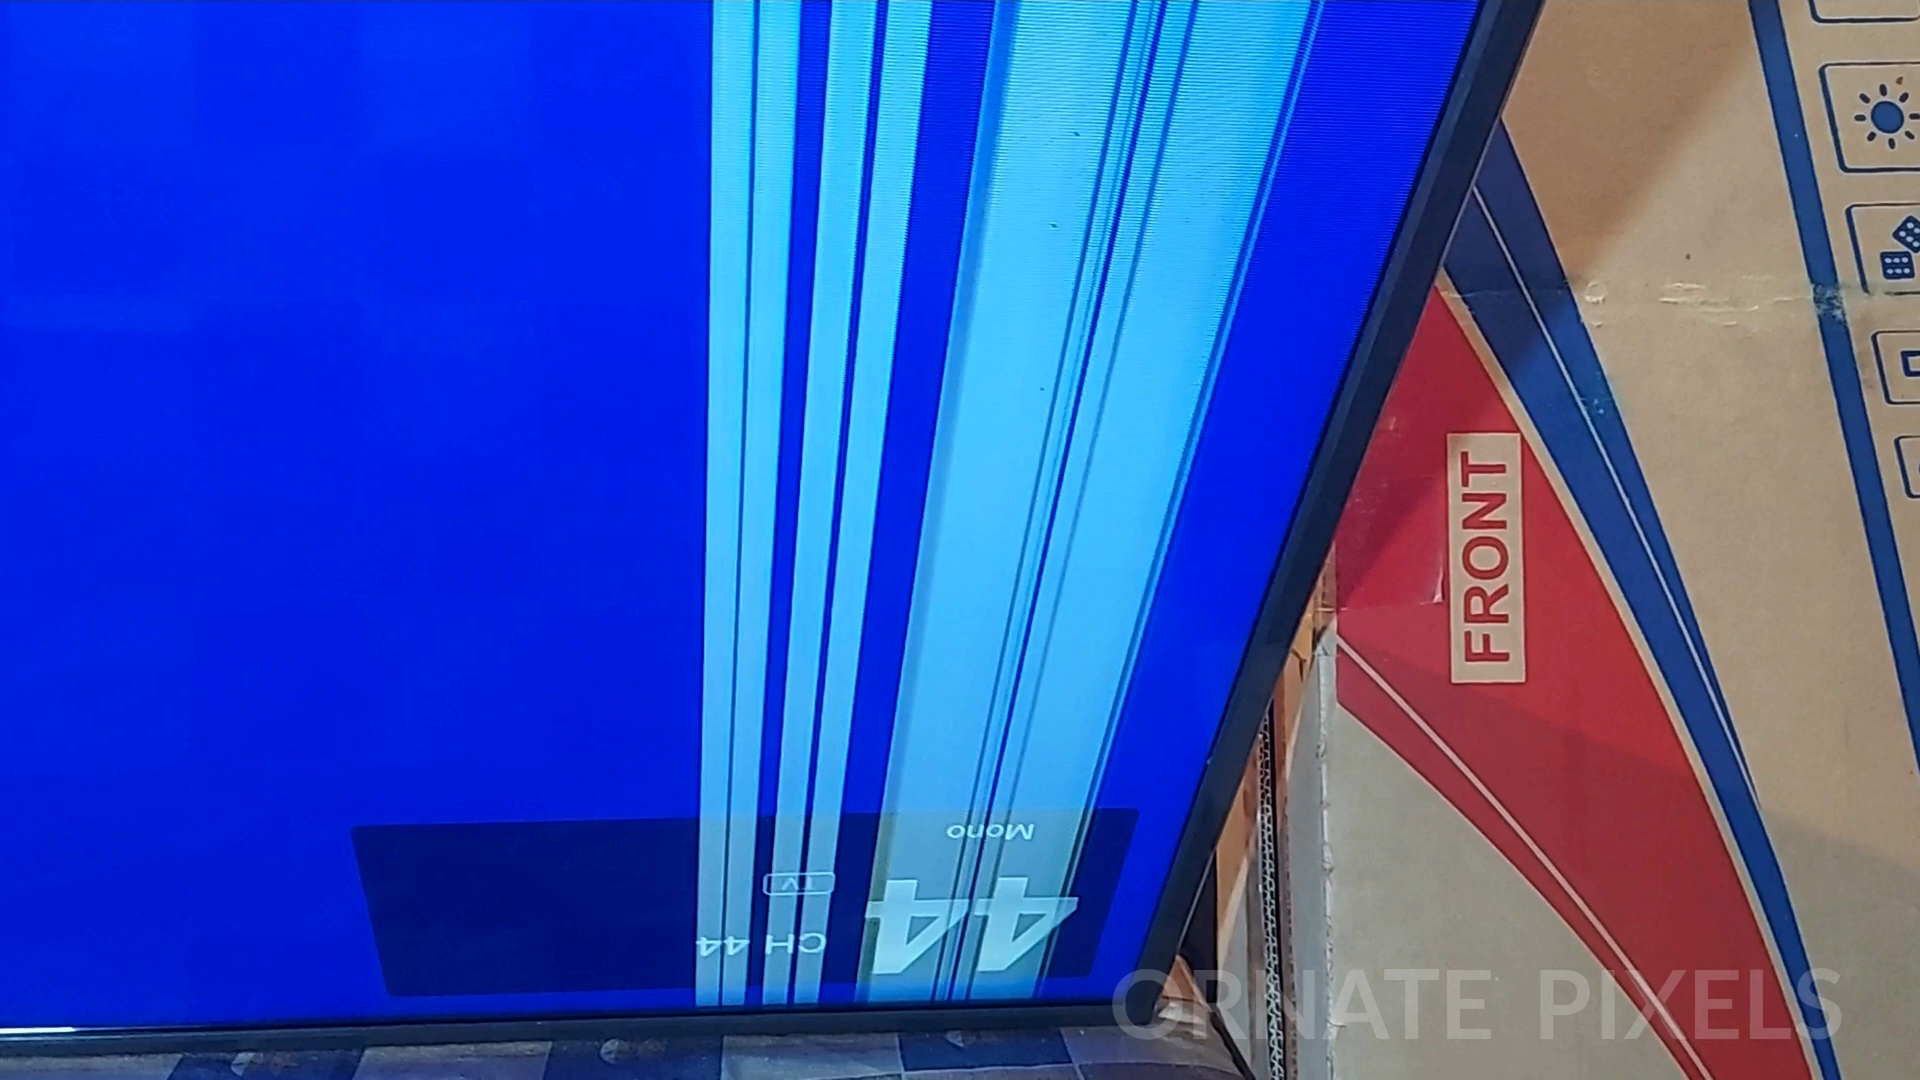 44
Mono
CH 44
TV
FRONT
ORNATE PIXELS